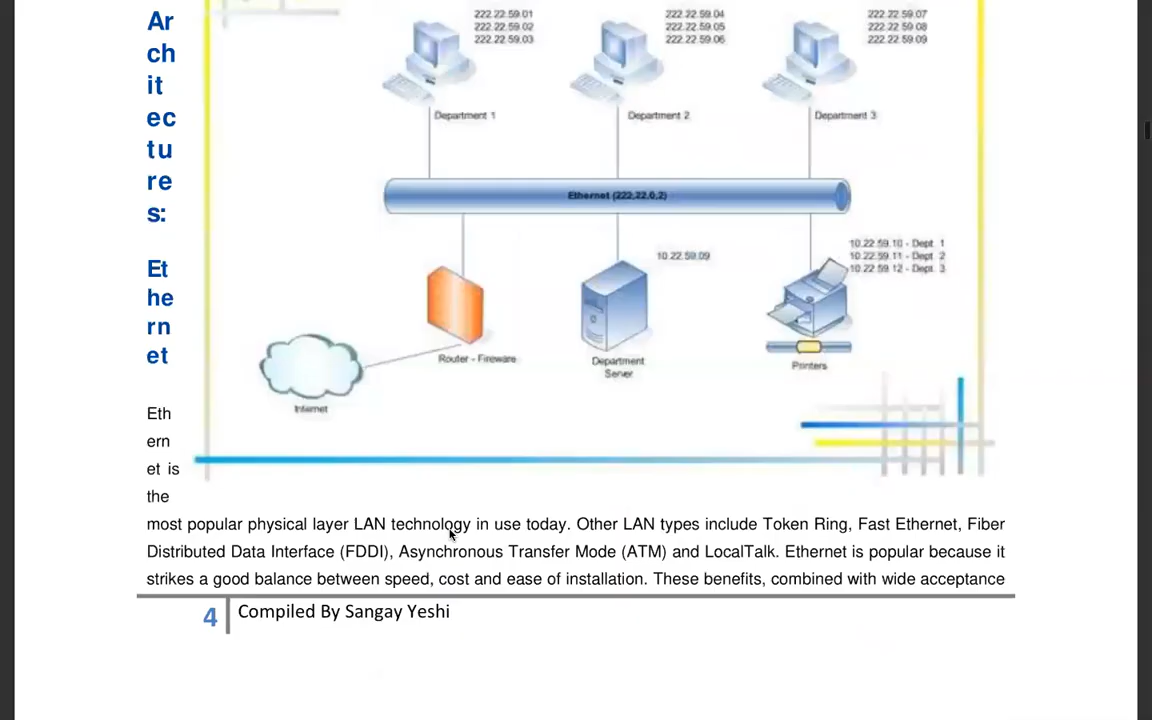 Ar
ch
it
ec
tu
re
s:
Et
he
rn
et
222.22.59.01
222.22.59.02
222.22.59.03
Department 1
222.22.59.04
222.22.59.05
222.22.59.06
Department 2
222.22.59.07
222.22.59.08
222.22.59.09
Department 3
Ethernet (222,22,0,2)
Router - Fireware
Internet
10.22.59.09
Department
Server
10.22.59.10 - Dept. 1
10.22.59.11 - Dept. 2
10.22.59.12 - Dept. 3
Printers
Eth
ern
et is
the
most popular physical layer LAN technology in use today. Other LAN types include Token Ring, Fast Ethernet, Fiber
Distributed Data Interface (FDDI), Asynchronous Transfer Mode (ATM) and LocalTalk. Ethernet is popular because it
strikes a good balance between speed, cost and ease of installation. These benefits, combined with wide acceptance
4
Compiled By Sangay Yeshi